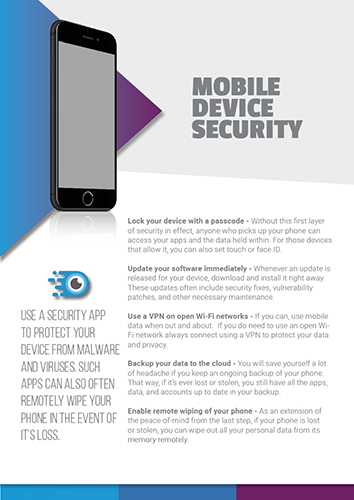 MOBILE
DEVICE
SECURITY
Lock your device with a passcode - Without this first layer
of security in effect, anyone who picks up your phone can
access your apps and the data held within. For those devices
that allow it, you can also set touch or face ID.
Update your software immediately - Whenever an update is
released for your device, download and install it right away.
These updates often include security fixes, vulnerability
patches, and other necessary maintenance.
Use a VPN on open Wi-Fi networks - If you can, use mobile
data when out and about.  If you do need to use an open Wi-
Fi network always connect using a VPN to protect your data
and privacy.
Backup your data to the cloud - You will save yourself a lot
of headache if you keep an ongoing backup of your phone.
That way, if it's ever lost or stolen, you still have all the apps,
data, and accounts up to date in your backup.
Enable remote wiping of your phone - As an extension of
the peace-of-mind from the last step, if your phone is lost
or stolen, you can wipe out all your personal data from its
memory remotely.
USE A SECURITY APP
TO PROTECT YOUR
DEVICE FROM MALWARE
AND VIRUSES. SUCH
APPS CAN ALSO OFTEN
REMOTELY WIPE YOUR
PHONE IN THE EVENT OF
IT'S LOSS.